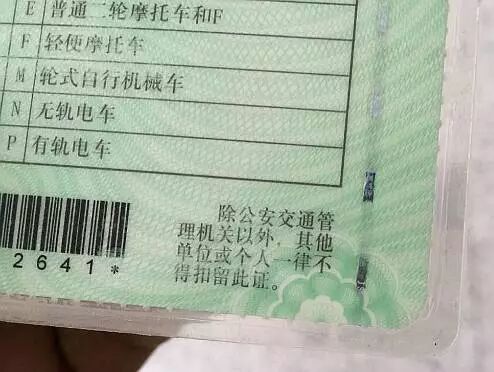 E 普通二轮摩托车和F
F 轻便摩托车
M 轮式自行机械车
N 无轨电车
P 有轨电车
除公安交通管
理机关以外，其他
单位或个人一律不
得扣留此证。
2641*